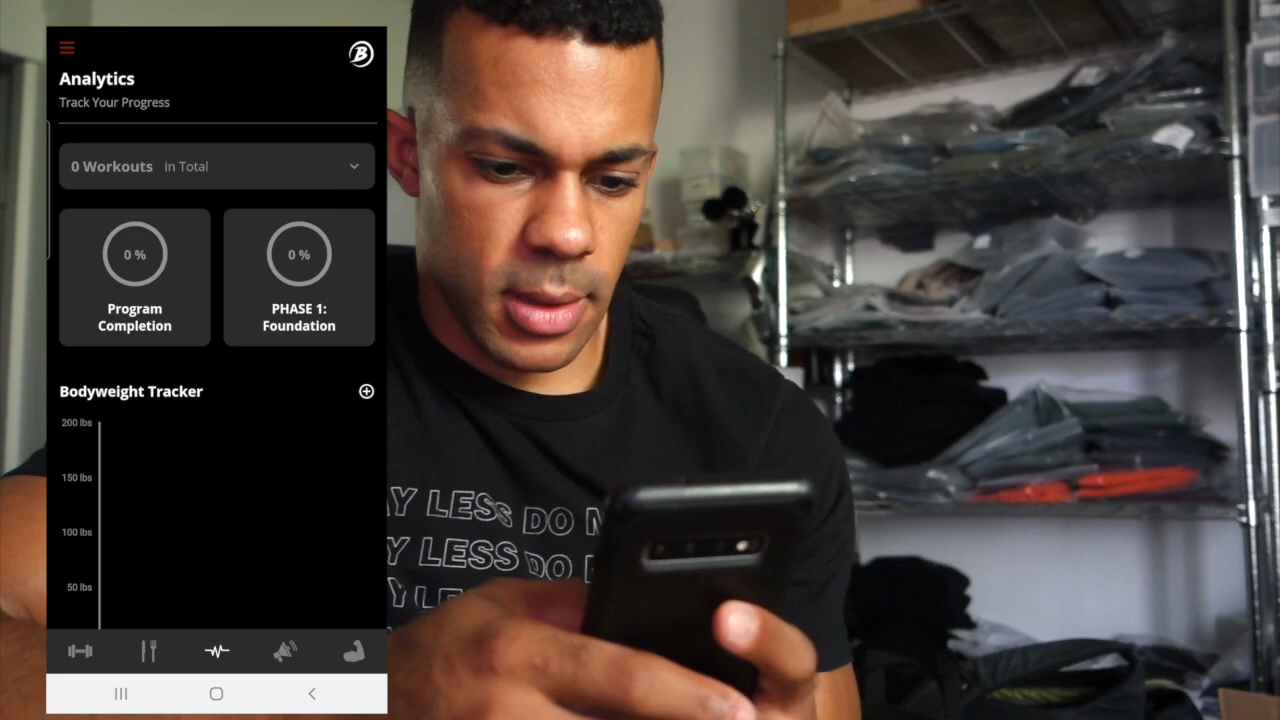 B
Analytics
Track Your Progress
0 Workouts in Total
0 %
0 %
Program
Completion
PHASE 1:
Foundation
Bodyweight Tracker
200 lbs
150 lbs
100 lbs
50 lbs
LESS DO
LESS DO